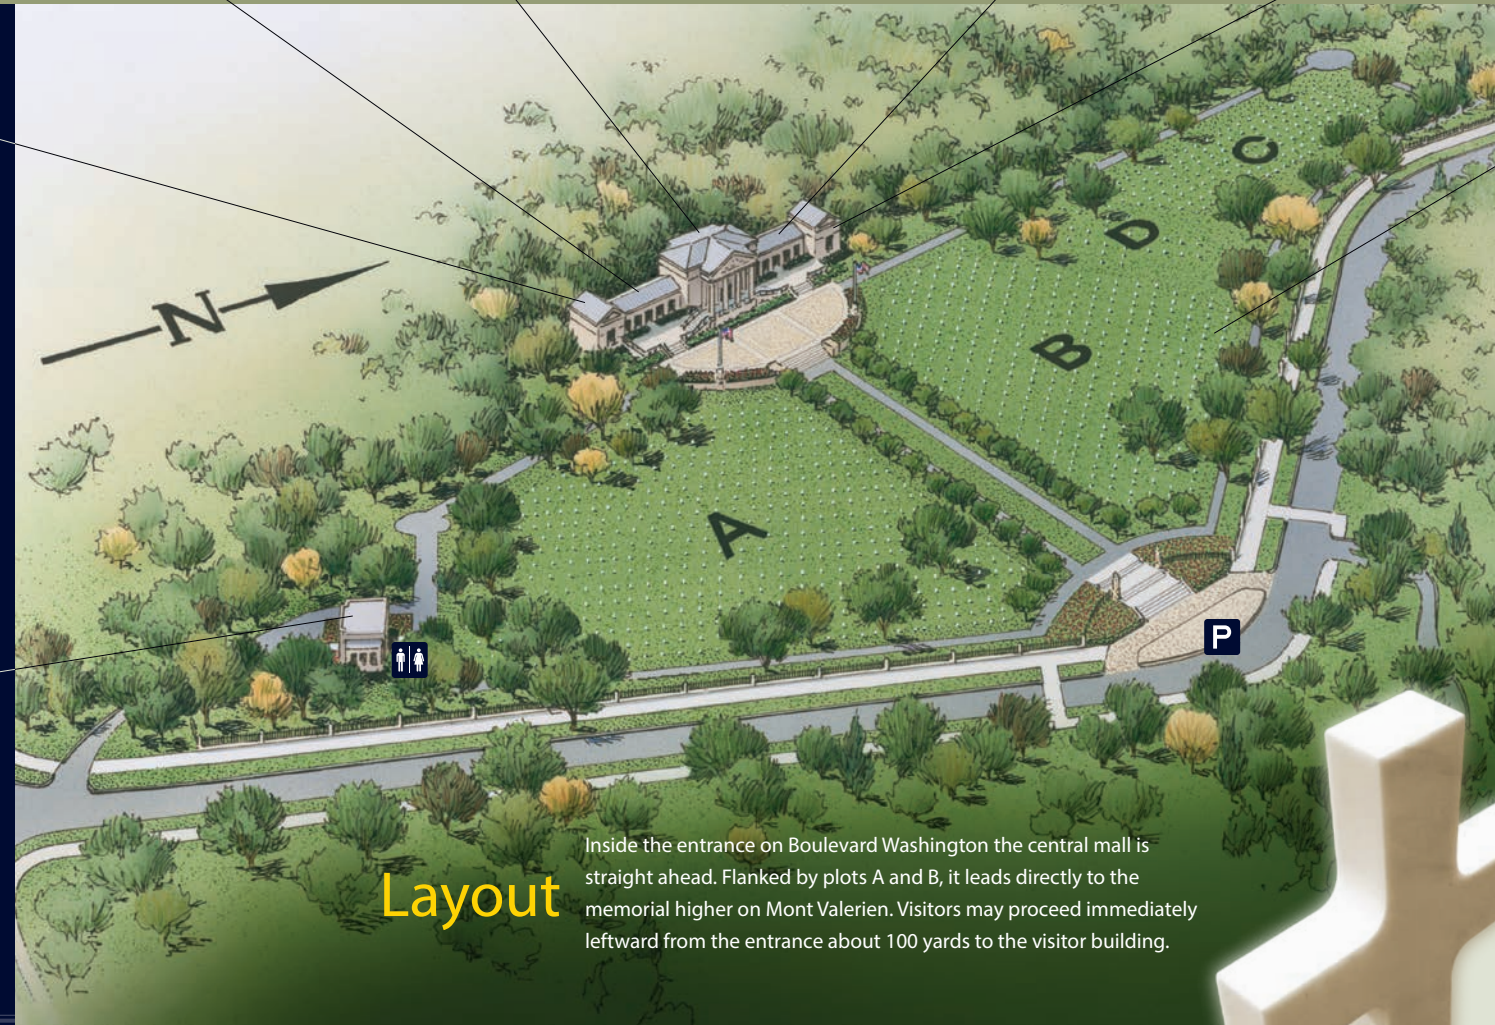 N
C
D
B
A
P
Layout
Inside the entrance on Boulevard Washington the central mall is
straight ahead. Flanked by plots A and B, it leads directly to the
memorial higher on Mont Valerien. Visitors may proceed immediately
leftward from the entrance about 100 yards to the visitor building.